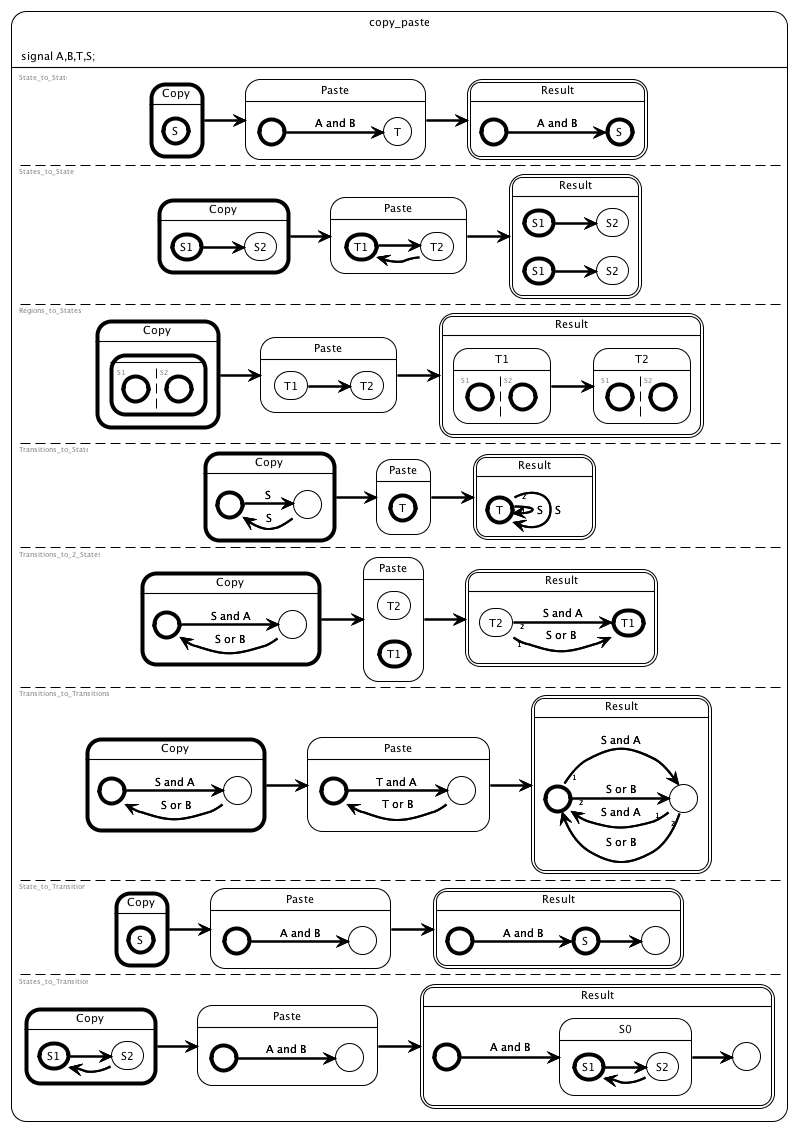 copy_paste
signal A,B,T,S;
State_to_Stat
Copy
Paste
Result
S
A and B
T
A and B
S
States_to_State
Copy
Paste
Result
S1
S2
T1
T2
S1
S2
S1
S2
Regions_to_States
Copy
Paste
Result
S1
S2
T1
T2
T1
S1
S2
T2
S1
S2
Transitions_to_Stat
Copy
Paste
Result
S
S
T
T
2
S
S
Transitions_to_2_States
Copy
Paste
Result
S and A
S or B
T2
T1
T2
S and A
2
S or B
1
T1
Transitions_to_Transitions
Copy
Paste
Result
S and A
S or B
T and A
T or B
S and A
1
S or B
2
S and A
1
S or B
2
State_to_Transition
Copy
Paste
Result
S
A and B
A and B
S
States_to_Transition
Copy
Paste
Result
S1
S2
A and B
A and B
S0
S1
S2